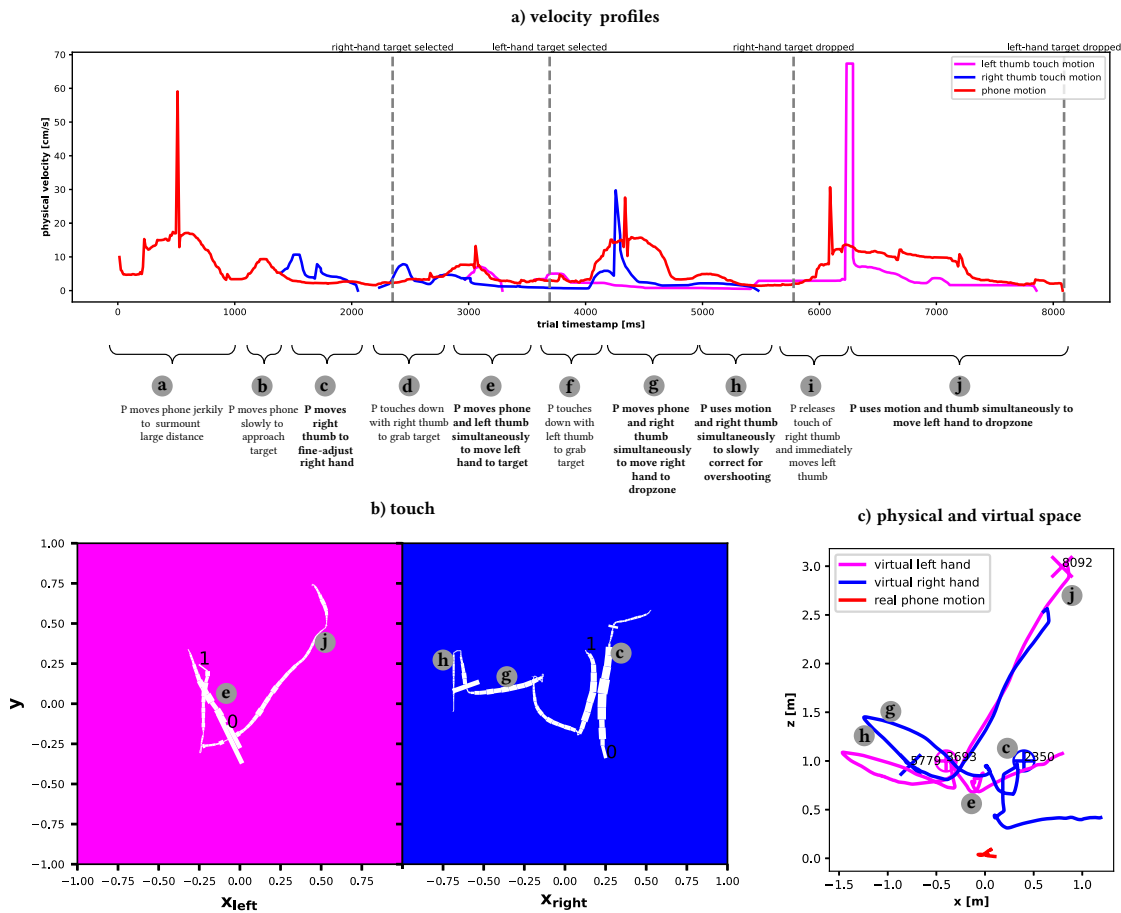 a) velocity profiles
right-hand target selected
left-hand target selected
right-hand target dropped
left-hand target dropped
left thumb touch motion
right thumb touch motion
phone motion
physical velocity [cm/s]
70
60
50
40
30
20
10
0
0
1000
2000
3000
4000
5000
6000
7000
8000
trial timestamp [ms]
a
P moves phone jerkily
to surmount
large distance
b
P moves phone
slowly to
approach
target
c
P moves
right
thumb to
fine-adjust
right hand
d
P touches down
with right thumb
to grab target
e
P moves phone
and left thumb
simultaneously
to move left
hand to target
f
P touches
down with
left thumb
to grab
target
g
P moves phone
and right
thumb
simultaneously
to move right
hand to
dropzone
h
P uses motion
and right thumb
simultaneously
to slowly
correct for
overshooting
i
P releases
touch of
right thumb
and immediately
moves left
thumb
j
P uses motion and thumb simultaneously to
move left hand to dropzone
b) touch
y
1.00
0.75
0.50
0.25
0.00
−0.25
−0.50
−0.75
−1.00
1
e
0
j
−1.00
−0.75
−0.50
−0.25
0.00
0.25
0.50
0.75
xleft
h
g
1
c
0
−0.75
−0.50
−0.25
0.00
0.25
0.50
0.75
1.00
xright
c) physical and virtual space
virtual left hand
virtual right hand
real phone motion
z [m]
3.0
2.5
2.0
1.5
1.0
0.5
0.0
8092
j
g
h
c
5779
3693
2350
e
−1.5
−1.0
−0.5
0.0
0.5
1.0
x [m]